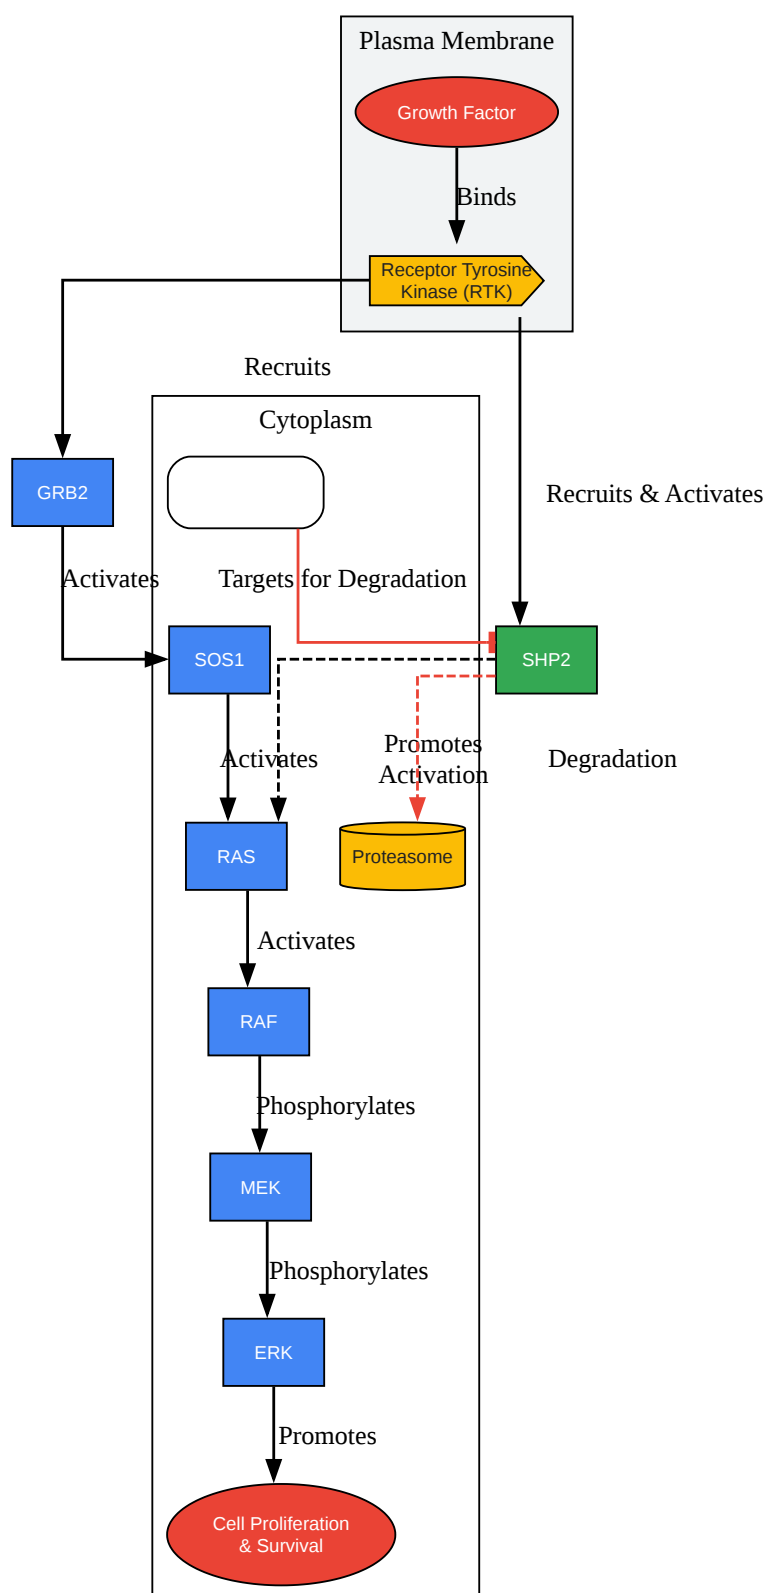 Plasma Membrane
Growth Factor
Binds
Receptor Tyrosine
Kinase (RTK)
Recruits
Cytoplasm
GRB2
Recruits & Activates
Activates
Targets for Degradation
SOS1
SHP2
Activates
Promotes
Activation
Degradation
RAS
Proteasome
Activates
RAF
Phosphorylates
MEK
Phosphorylates
ERK
Promotes
Cell Proliferation
& Survival